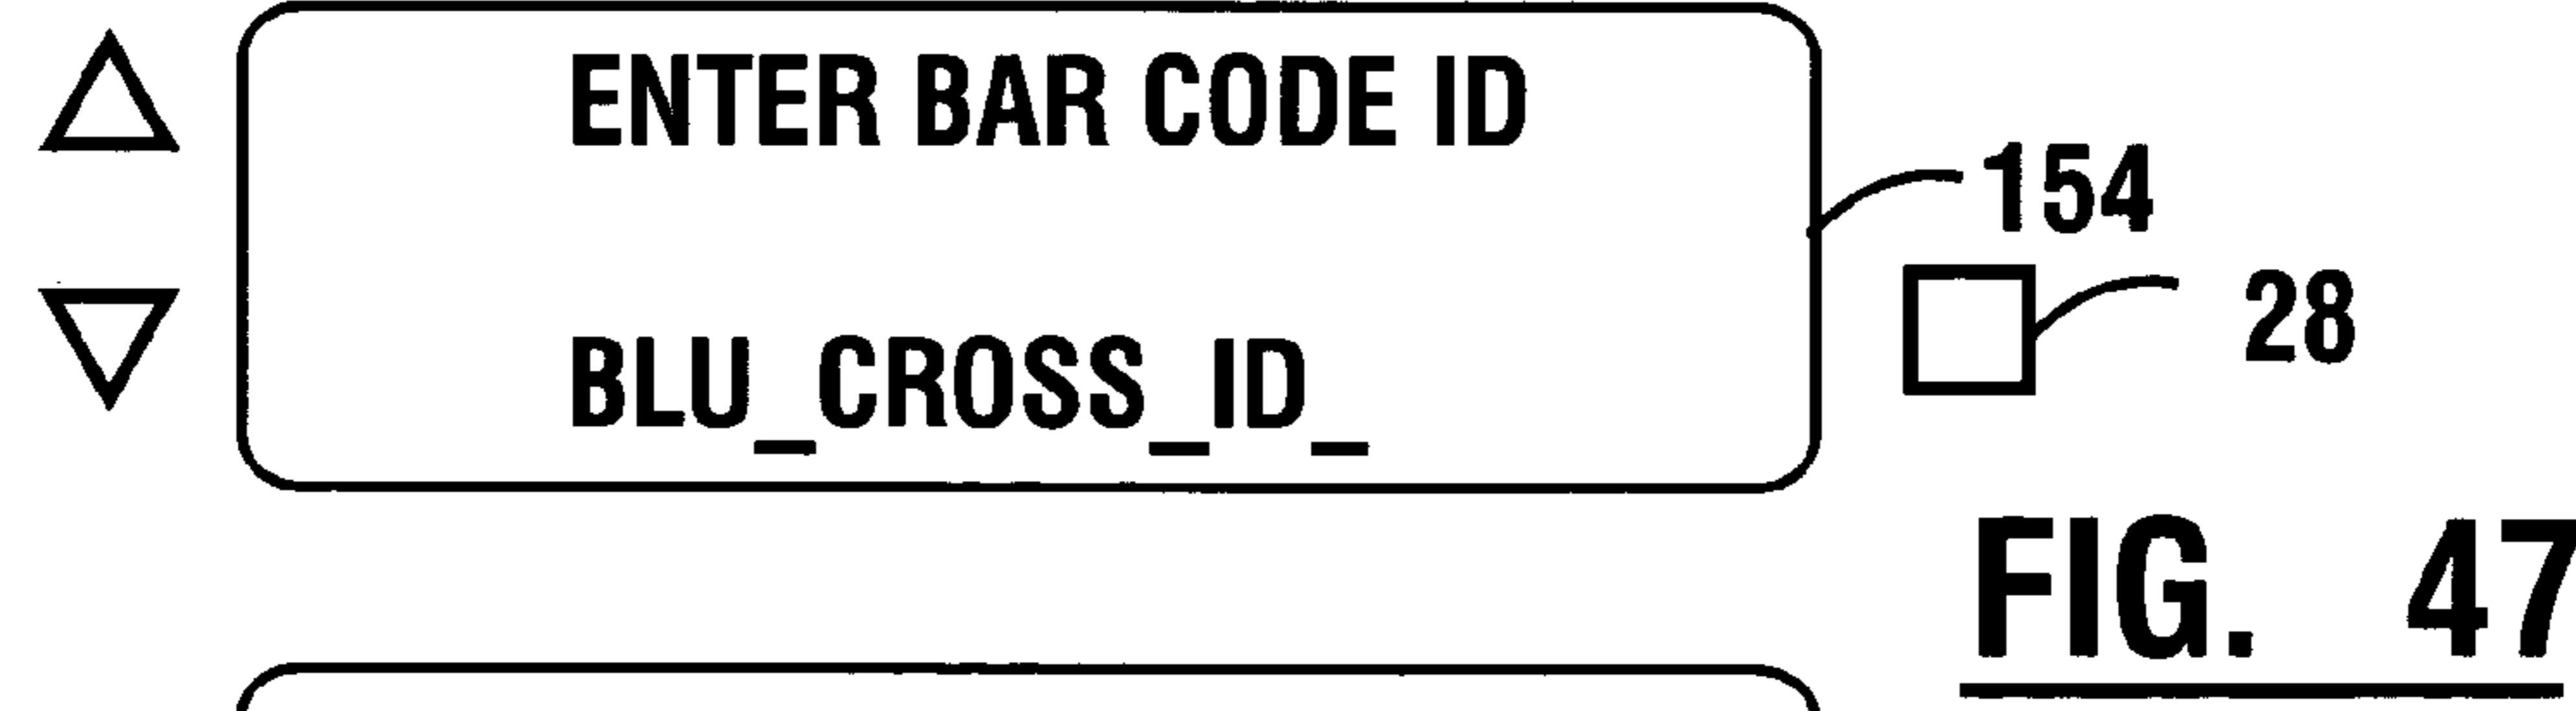 ENTER BAR CODE ID
154
28
BLU_CROSS_ID_
FIG. 47